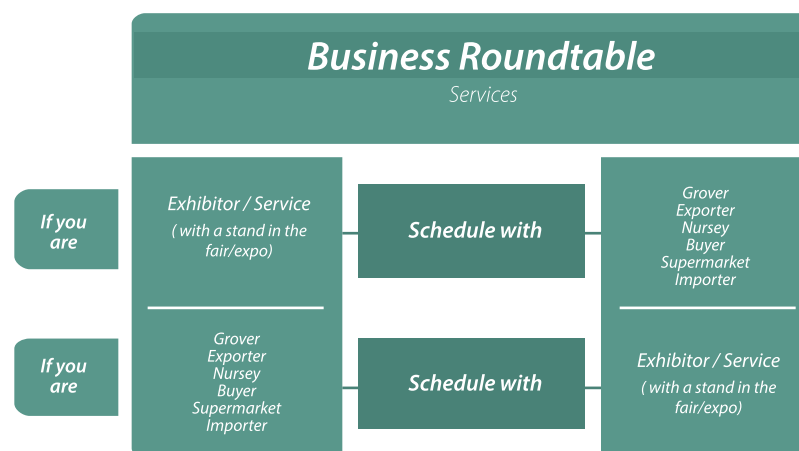 Business Roundtable
Services
If you
are
Exhibitor / Service
( with a stand in the
fair/expo)
Schedule with
Grover
Exporter
Nursey
Buyer
Supermarket
Importer
If you
are
Grover
Exporter
Nursey
Buyer
Supermarket
Importer
Schedule with
Exhibitor / Service
( with a stand in the
fair/expo)